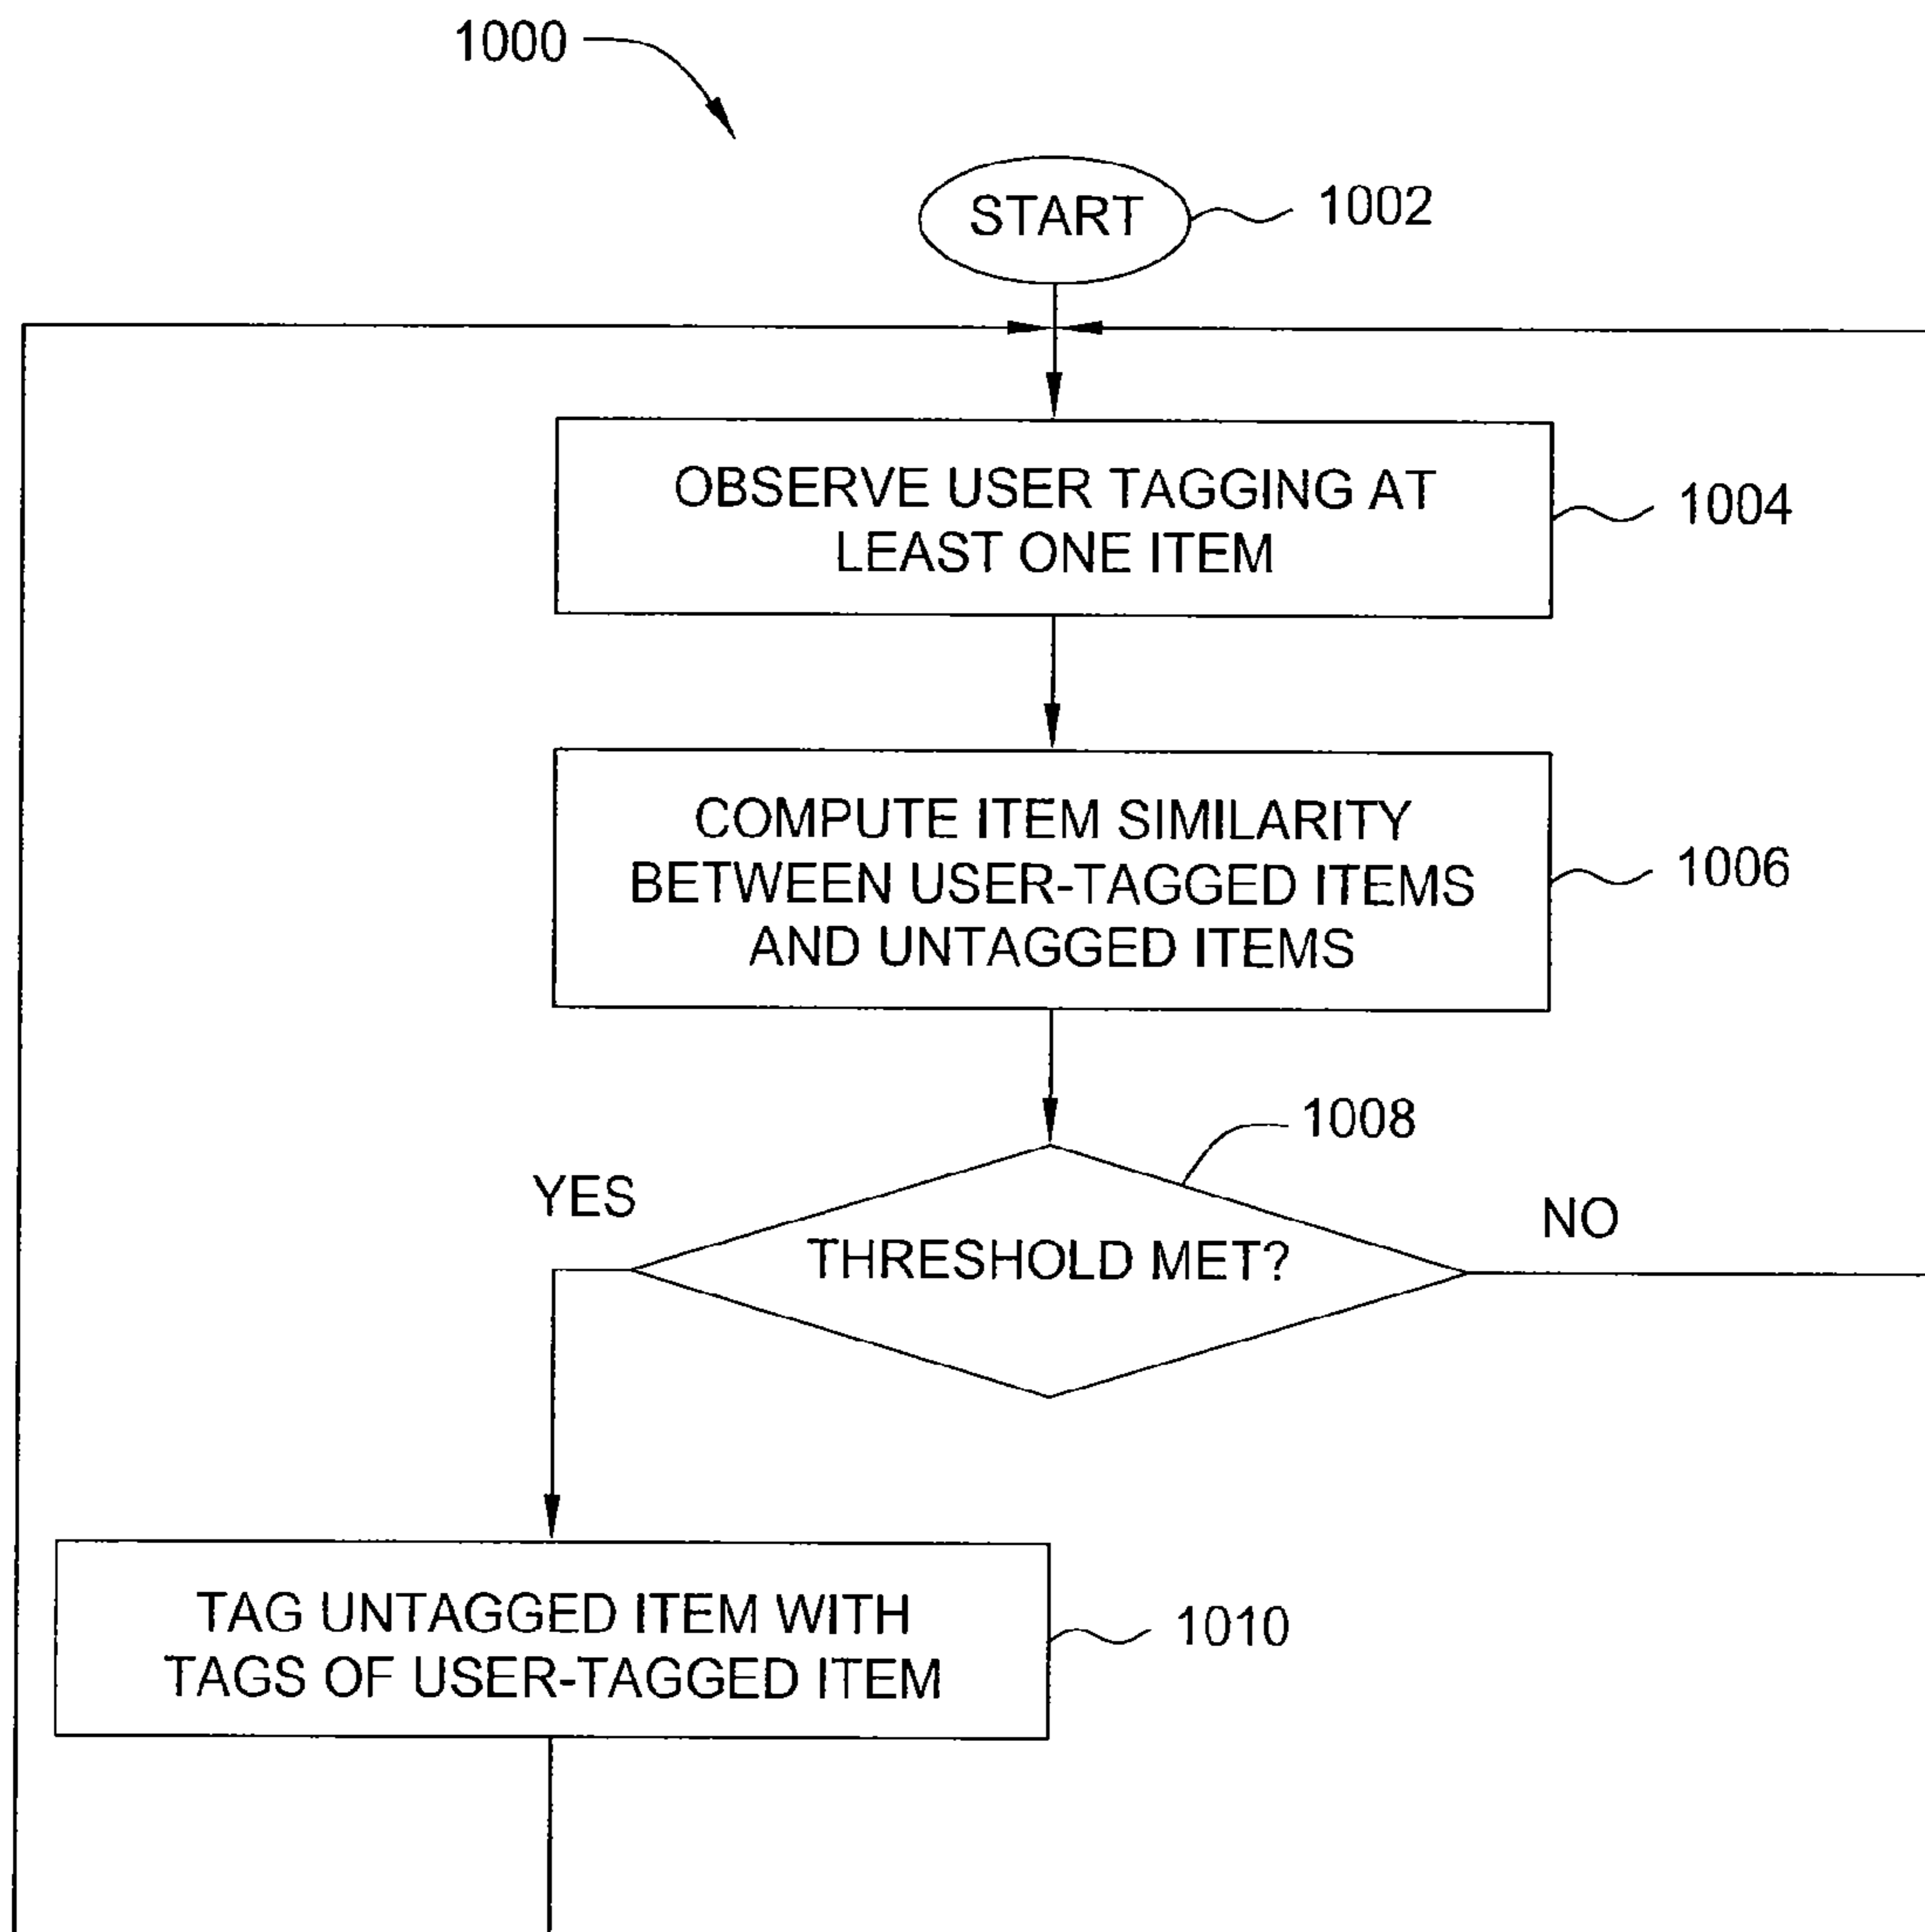 1000
START
1002
OBSERVE USER TAGGING AT
LEAST ONE ITEM
1004
COMPUTE ITEM SIMILARITY
BETWEEN USER-TAGGED ITEMS
AND UNTAGGED ITEMS
1006
1008
YES
THRESHOLD MET?
NO
TAG UNTAGGED ITEM WITH
TAGS OF USER-TAGGED ITEM
1010